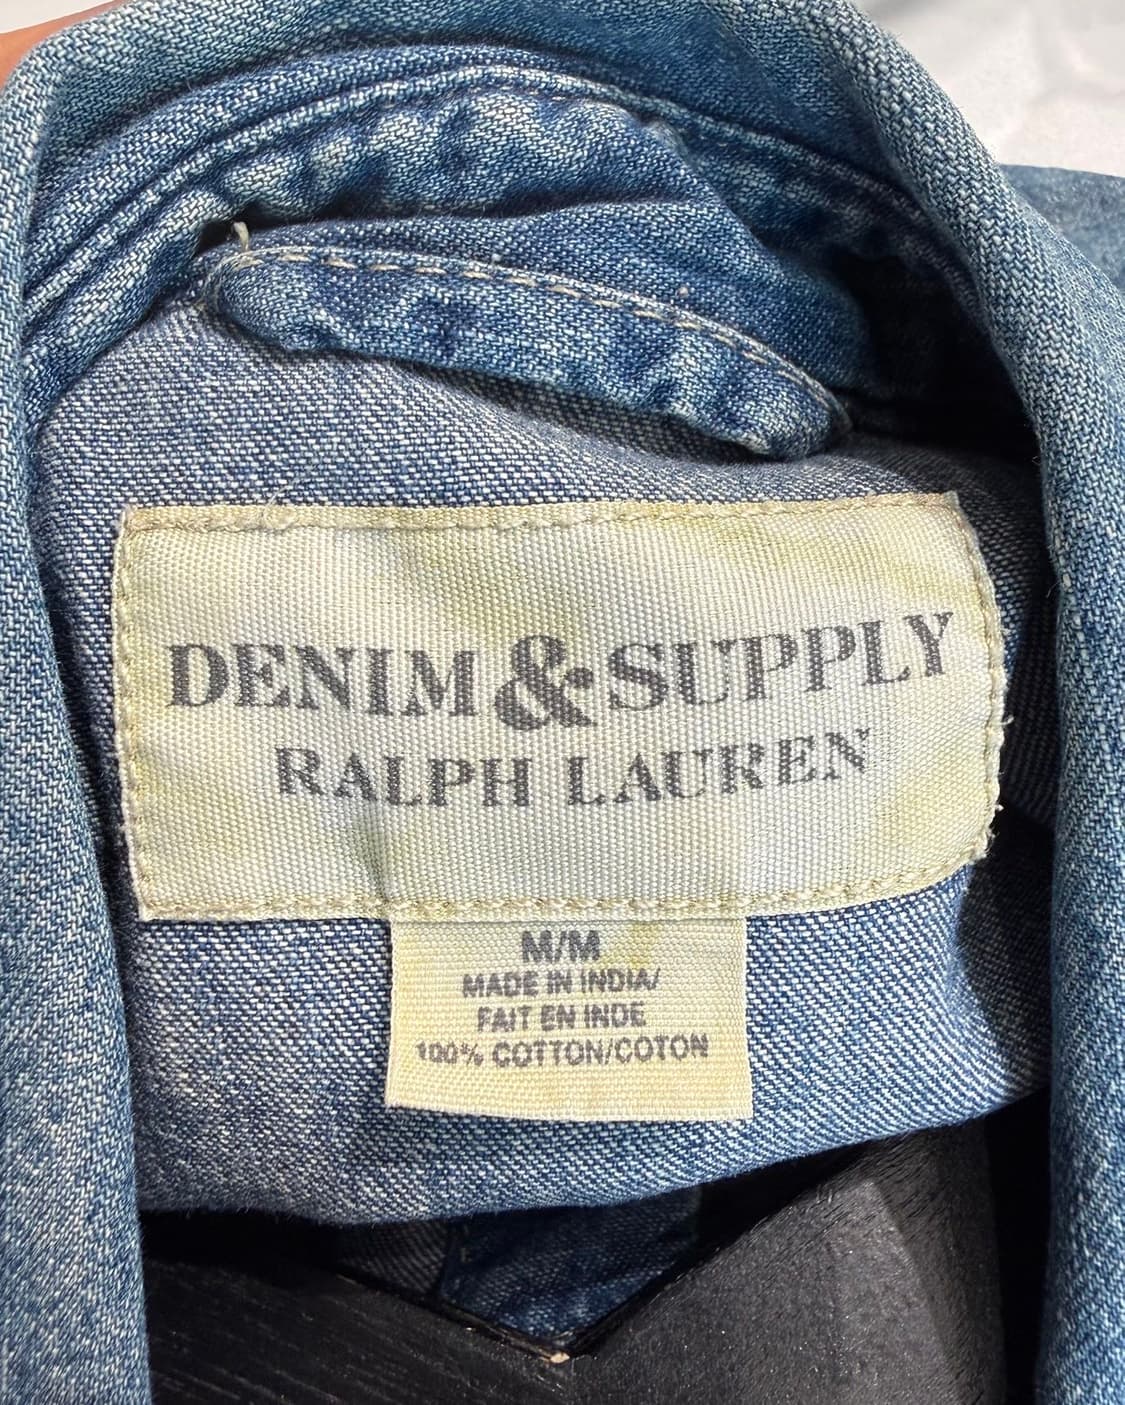 DENIM & SUPPLY
RALPH LAUREN
M/M
MADE IN INDIA/
FAIT EN INDE
100% COTTON/COTON